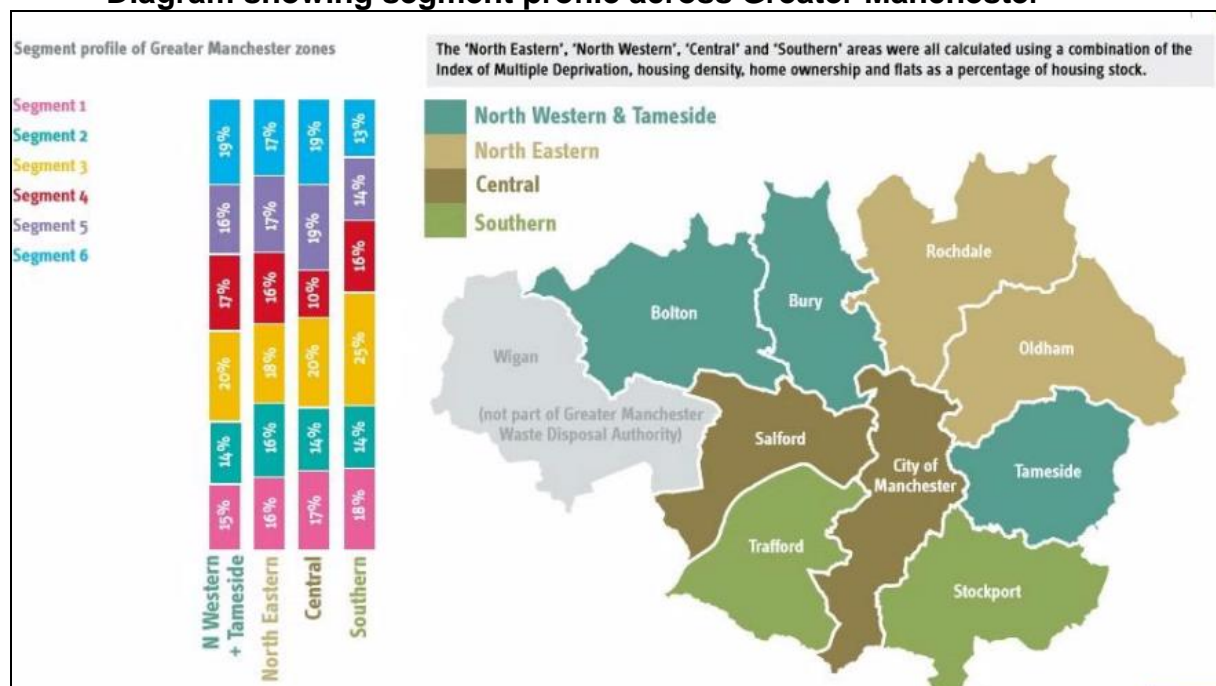 Diagram showing segment profile across Greater Manchester
Segment profile of Greater Manchester zones
The 'North Eastern', 'North Western', 'Central' and 'Southern' areas were all calculated using a combination of the
Index of Multiple Deprivation, housing density, home ownership and flats as a percentage of housing stock.
Segment 1
Segment 2
Segment 3
Segment 4
Segment 5
Segment 6
19%
16%
17%
20%
14%
15%
N Western
+ Tameside
17%
17%
16%
18%
16%
16%
North Eastern
19%
19%
10%
20%
14%
17%
Central
13%
14%
16%
25%
14%
18%
Southern
North Western & Tameside
North Eastern
Central
Southern
Rochdale
Bury
Bolton
Oldham
Wigan
(not part of Greater Manchester
Waste Disposal Authority)
Salford
City of
Manchester
Tameside
Trafford
Stockport